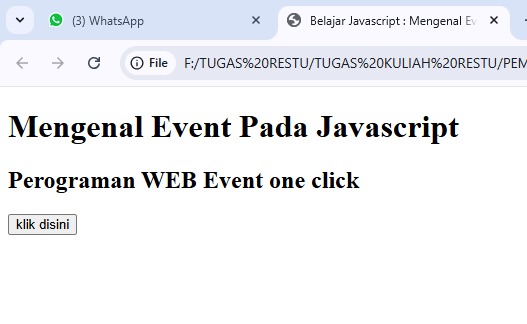 (3) WhatsApp
Belajar Javascript : Mengenal Ev
File
F:/TUGAS%20RESTU/TUGAS%20KULIAH%20RESTU/PEM
Mengenal Event Pada Javascript
Perograman WEB Event one click
klik disini